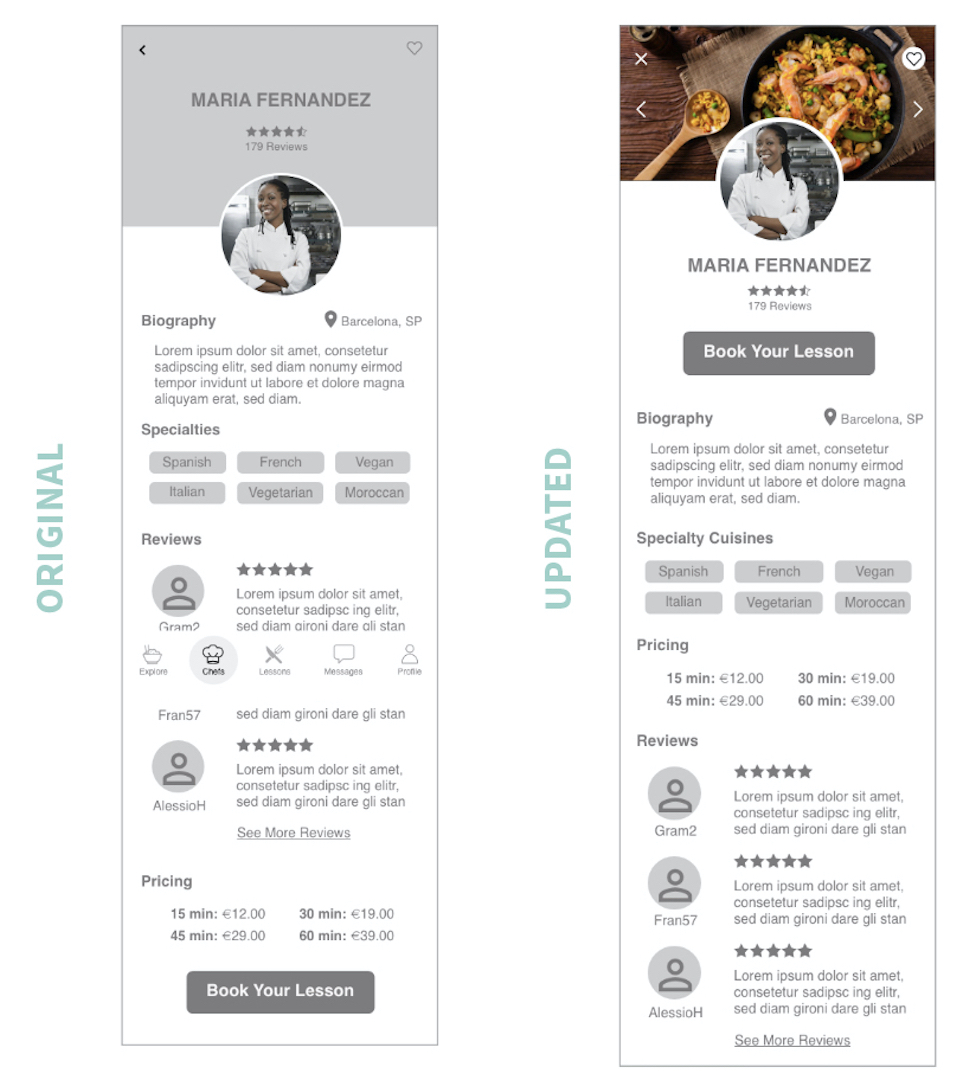 ORIGINAL
MARIA FERNANDEZ
179 Reviews
Biography
Barcelona, SP
Lorem ipsum dolor sit amet, consetetur
sadipscing elitr, sed diam nonumy eirmod
tempor invidunt ut labore et dolore magna
aliquyam erat, sed diam.
Specialties
Spanish French Vegan
Italian Vegetarian Moroccan
Reviews
Lorem ipsum dolor sit amet,
consetetur sadipsc ing elitr,
sed diam gironi dare gli stan
Gram2
Explore Chefs Lessons Messages Profile
Fran57
sed diam gironi dare gli stan
Lorem ipsum dolor sit amet,
consetetur sadipsc ing elitr,
sed diam gironi dare gli stan
AlessioH
See More Reviews
Pricing
15 min: €12.00 30 min: €19.00
45 min: €29.00 60 min: €39.00
Book Your Lesson
UPDATED
MARIA FERNANDEZ
179 Reviews
Book Your Lesson
Biography
Barcelona, SP
Lorem ipsum dolor sit amet, consetetur
sadipscing elitr, sed diam nonumy eirmod
tempor invidunt ut labore et dolore magna
aliquyam erat, sed diam.
Specialty Cuisines
Spanish French Vegan
Italian Vegetarian Moroccan
Pricing
15 min: €12.00 30 min: €19.00
45 min: €29.00 60 min: €39.00
Reviews
Lorem ipsum dolor sit amet,
consetetur sadipsc ing elitr,
sed diam gironi dare gli stan
Gram2
Lorem ipsum dolor sit amet,
consetetur sadipsc ing elitr,
sed diam gironi dare gli stan
Fran57
Lorem ipsum dolor sit amet,
consetetur sadipsc ing elitr,
sed diam gironi dare gli stan
AlessioH
See More Reviews